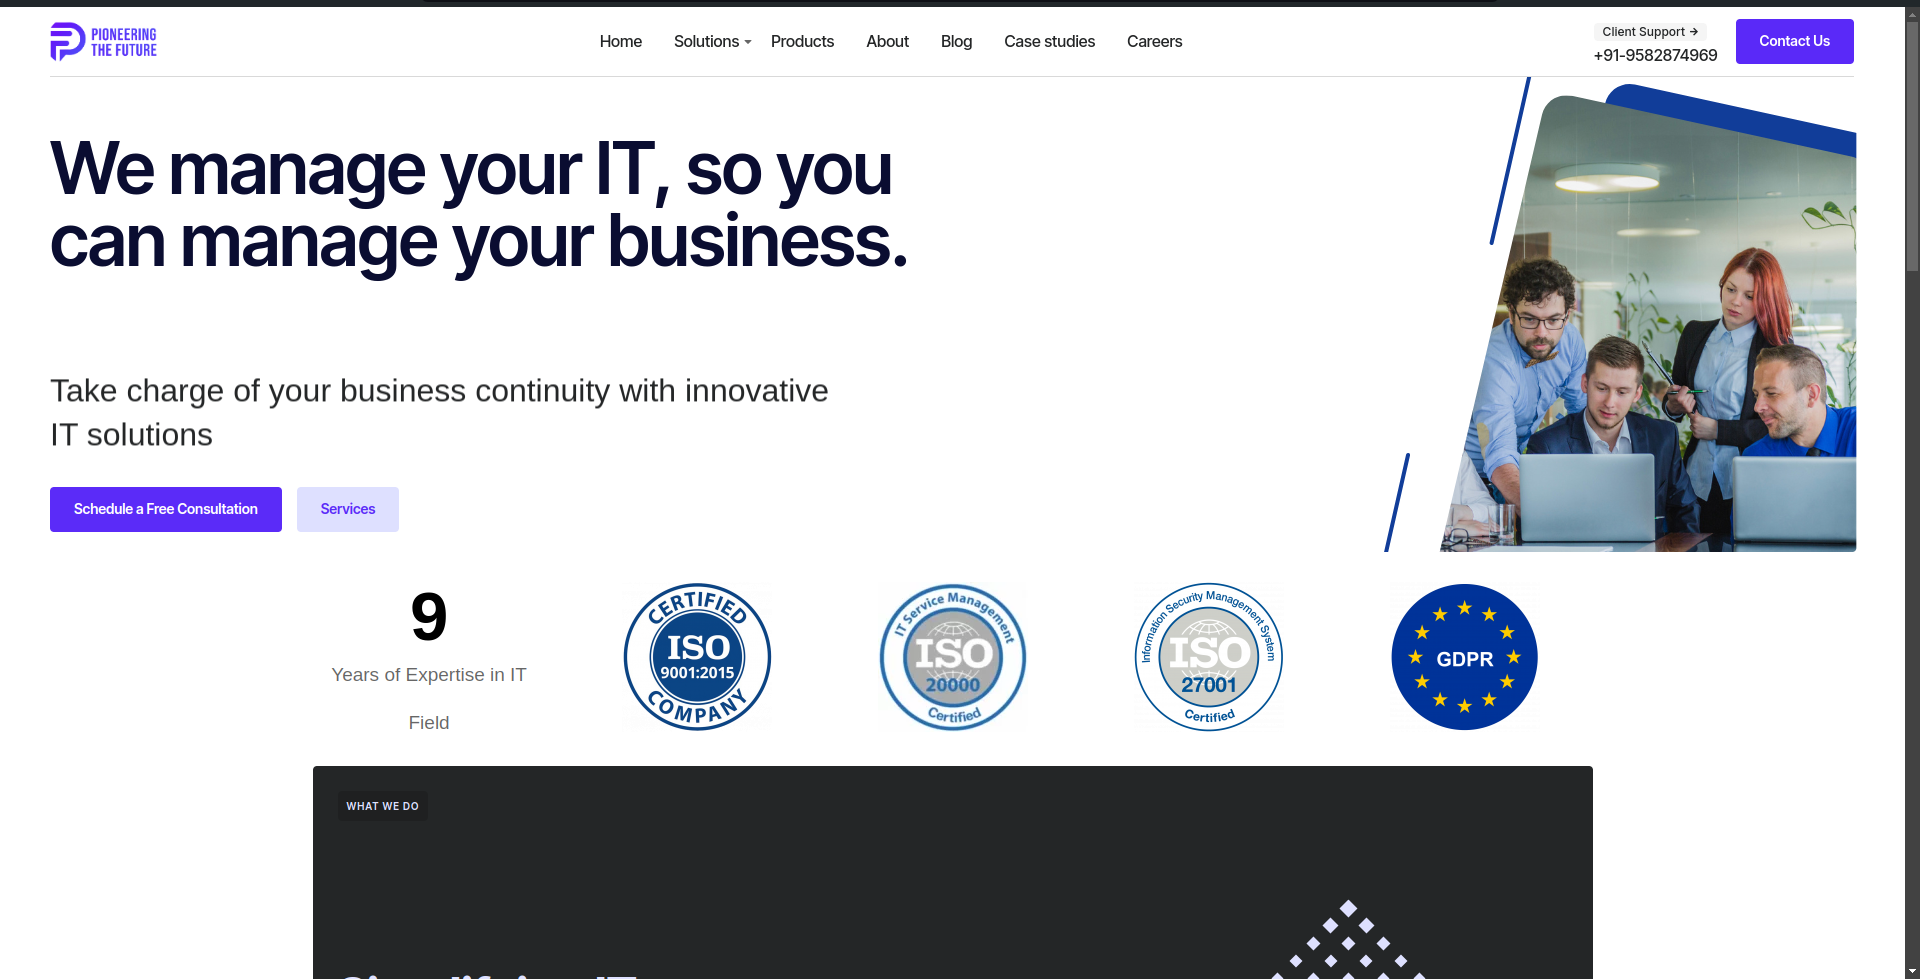 PIONEERING
THE FUTURE
Home
Solutions
Products
About
Blog
Case studies
Careers
Client Support →
+91-9582874969
Contact Us
We manage your IT, so you
can manage your business.
Take charge of your business continuity with innovative
IT solutions
Schedule a Free Consultation
Services
9
Years of Expertise in IT
Field
CERTIFIED
ISO
9001:2015
COMPANY
IT Service Management
ISO
20000
Certified
Information Security Management System
ISO
27001
Certified
GDPR
WHAT WE DO